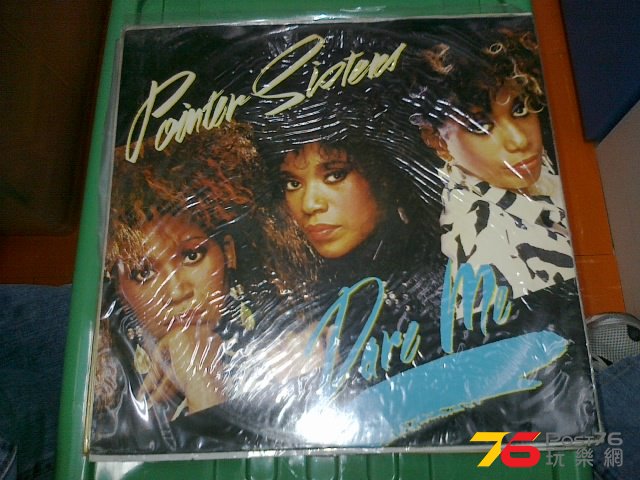 Pointer Sisters
Dare Me
76 Post76
玩樂網